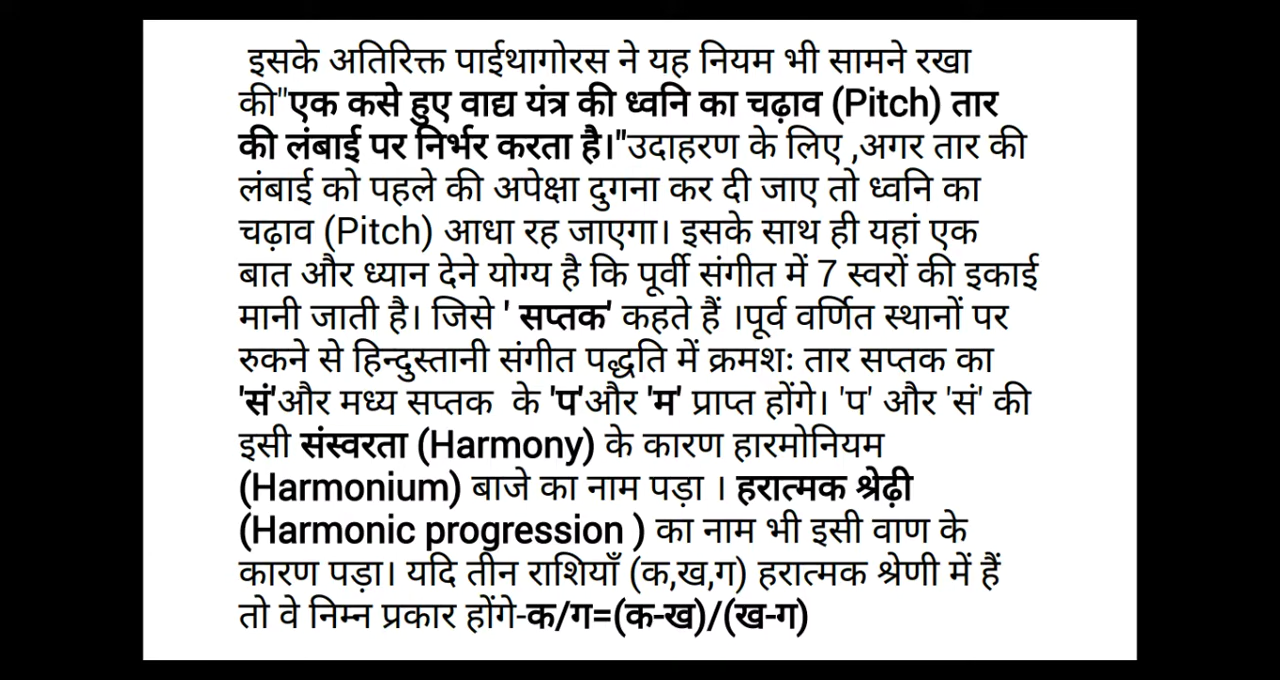 इसके अतिरिक्त पाईथागोरस ने यह नियम भी सामने रखा
की"एक कसे हुए वाद्य यंत्र की ध्वनि का चढ़ाव (Pitch) तार
की लंबाई पर निर्भर करता है।"उदाहरण के लिए ,अगर तार की
लंबाई को पहले की अपेक्षा दुगना कर दी जाए तो ध्वनि का
चढ़ाव (Pitch) आधा रह जाएगा। इसके साथ ही यहां एक
बात और ध्यान देने योग्य है कि पूर्वी संगीत में 7 स्वरों की इकाई
मानी जाती है। जिसे ' सप्तक' कहते हैं ।पूर्व वर्णित स्थानों पर
रुकने से हिन्दुस्तानी संगीत पद्धति में क्रमशः तार सप्तक का
'सं'और मध्य सप्तक के 'प'और 'म' प्राप्त होंगे। 'प' और 'सं' की
इसी संस्वरता (Harmony) के कारण हारमोनियम
(Harmonium) बाजे का नाम पड़ा । हरात्मक श्रेढ़ी
(Harmonic progression ) का नाम भी इसी वाण के
कारण पड़ा। यदि तीन राशियाँ (क,ख,ग) हरात्मक श्रेणी में हैं
तो वे निम्न प्रकार होंगे-क/ग=(क-ख)/(ख-ग)